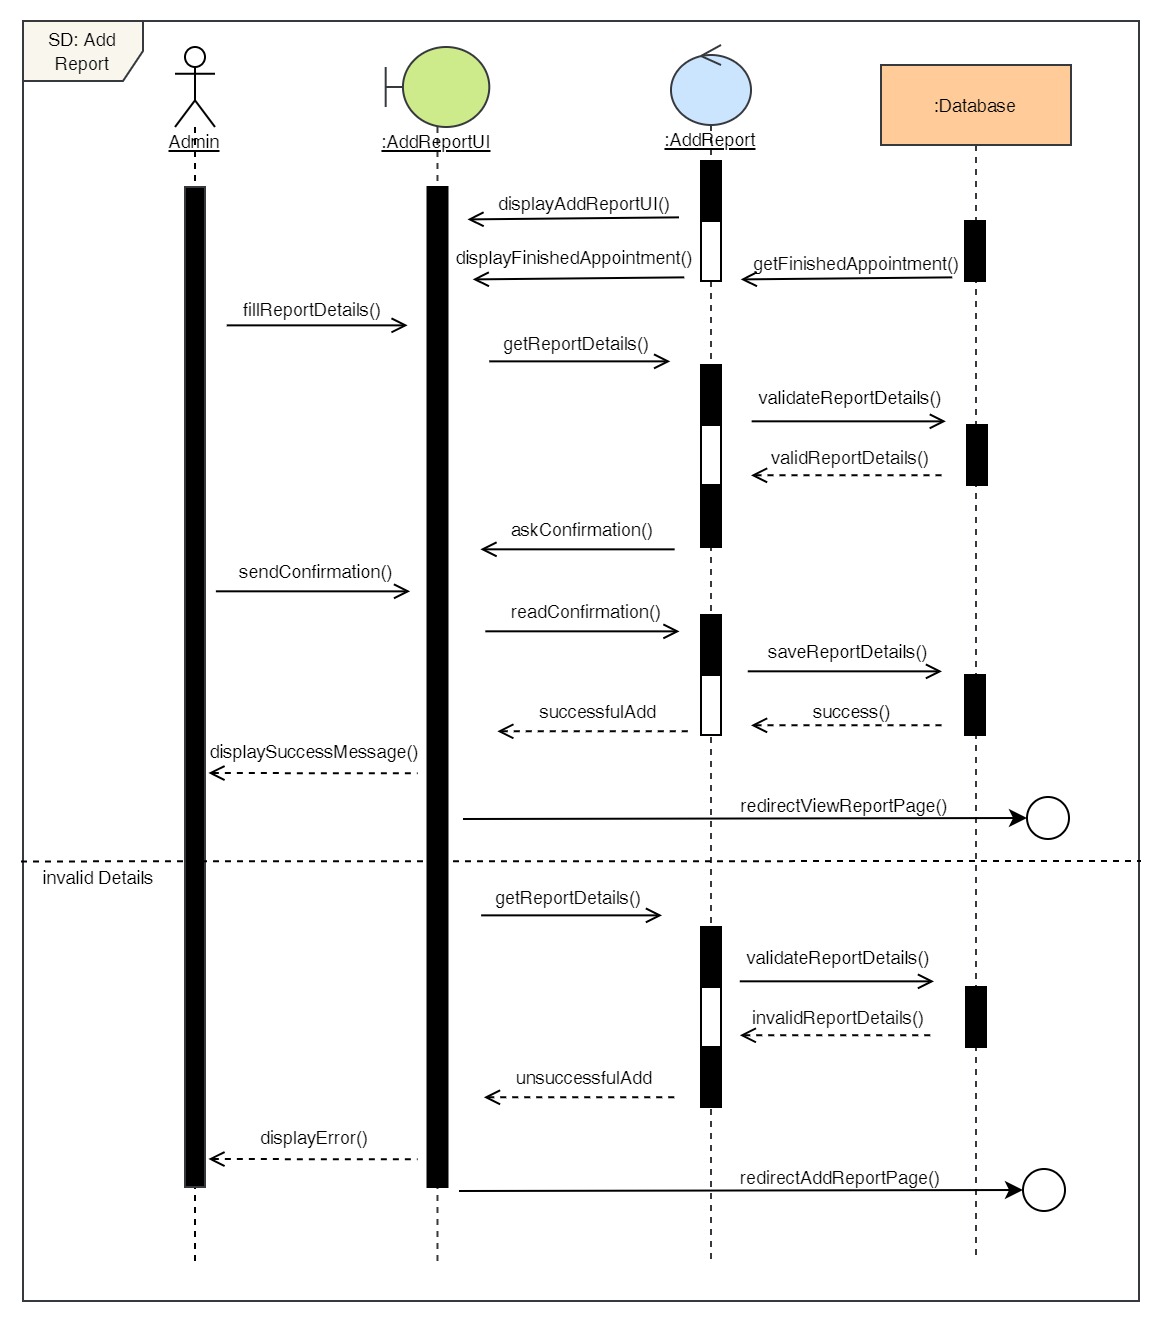 SD: Add
Report
Admin
:AddReportUI
:AddReport
:Database
displayAddReportUI()
displayFinishedAppointment()
getFinishedAppointment()
fillReportDetails()
getReportDetails()
validateReportDetails()
validReportDetails()
askConfirmation()
sendConfirmation()
readConfirmation()
saveReportDetails()
successfulAdd
success()
displaySuccessMessage()
redirectViewReportPage()
invalid Details
getReportDetails()
validateReportDetails()
invalidReportDetails()
unsuccessfulAdd
displayError()
redirectAddReportPage()